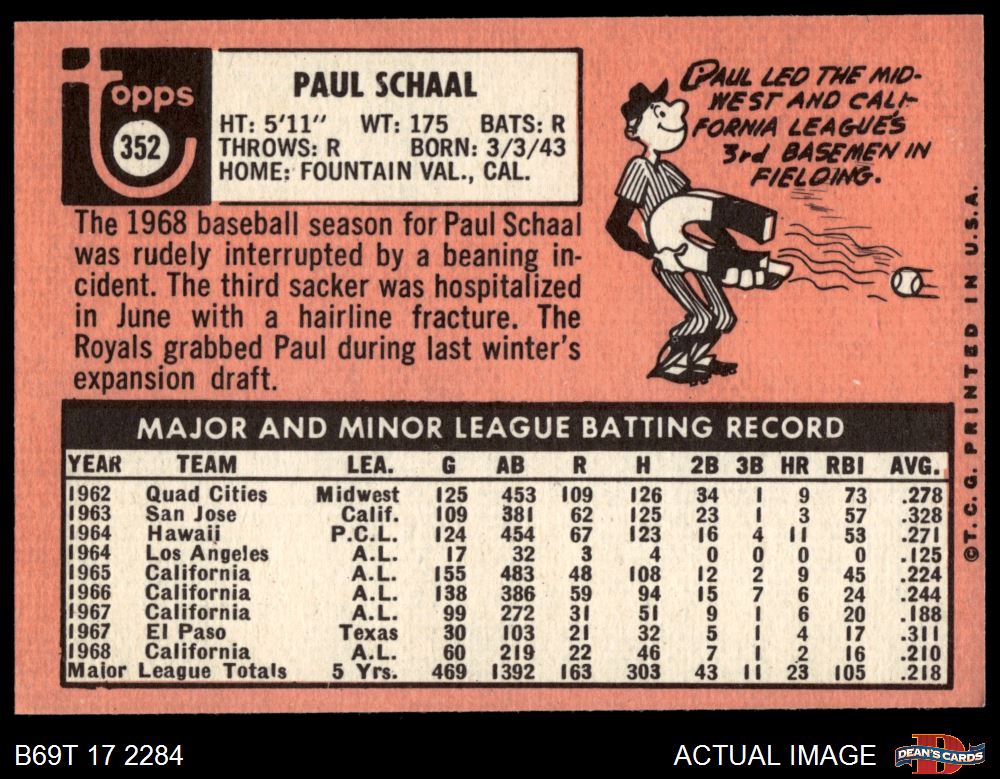 topps
352
PAUL SCHAAL
HT: 5'11" WT: 175 BATS: R
THROWS: R BORN: 3/3/43
HOME: FOUNTAIN VAL., CAL.
PAUL LED THE MID-
WEST AND CALI-
FORNIA LEAGUE'S
3rd BASEMEN IN
FIELDING.
The 1968 baseball season for Paul Schaal
was rudely interrupted by a beaning in-
cident. The third sacker was hospitalized
in June with a hairline fracture. The
Royals grabbed Paul during last winter's
expansion draft.
MAJOR AND MINOR LEAGUE BATTING RECORD
YEAR TEAM LEA. G AB R H 2B 3B HR RBI AVG.
1962 Quad Cities Midwest 125 453 109 126 34 1 9 73 .278
1963 San Jose Calif. 109 381 62 125 23 1 3 57 .328
1964 Hawaii P.C.L. 124 454 67 123 16 4 11 53 .271
1964 Los Angeles A.L. 17 32 3 4 0 0 0 0 .125
1965 California A.L. 155 483 48 108 12 2 9 45 .224
1966 California A.L. 138 386 59 94 15 7 6 24 .244
1967 California A.L. 99 272 31 51 9 1 6 20 .188
1967 El Paso Texas 30 103 21 32 5 1 4 17 .311
1968 California A.L. 60 219 22 46 7 1 2 16 .210
Major League Totals 5 Yrs. 469 1392 163 303 43 11 23 105 .218
©T.C.G. PRINTED IN U.S.A.
B69T 17 2284
ACTUAL IMAGE
D
DEAN'S CARDS